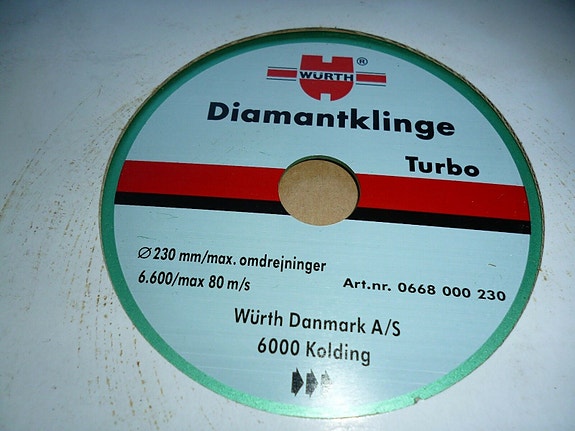 WÜRTH ®
Diamantklinge
Turbo
Ø 230 mm/max. omdrejninger
6.600/max 80 m/s
Art.nr. 0668 000 230
Würth Danmark A/S
6000 Kolding